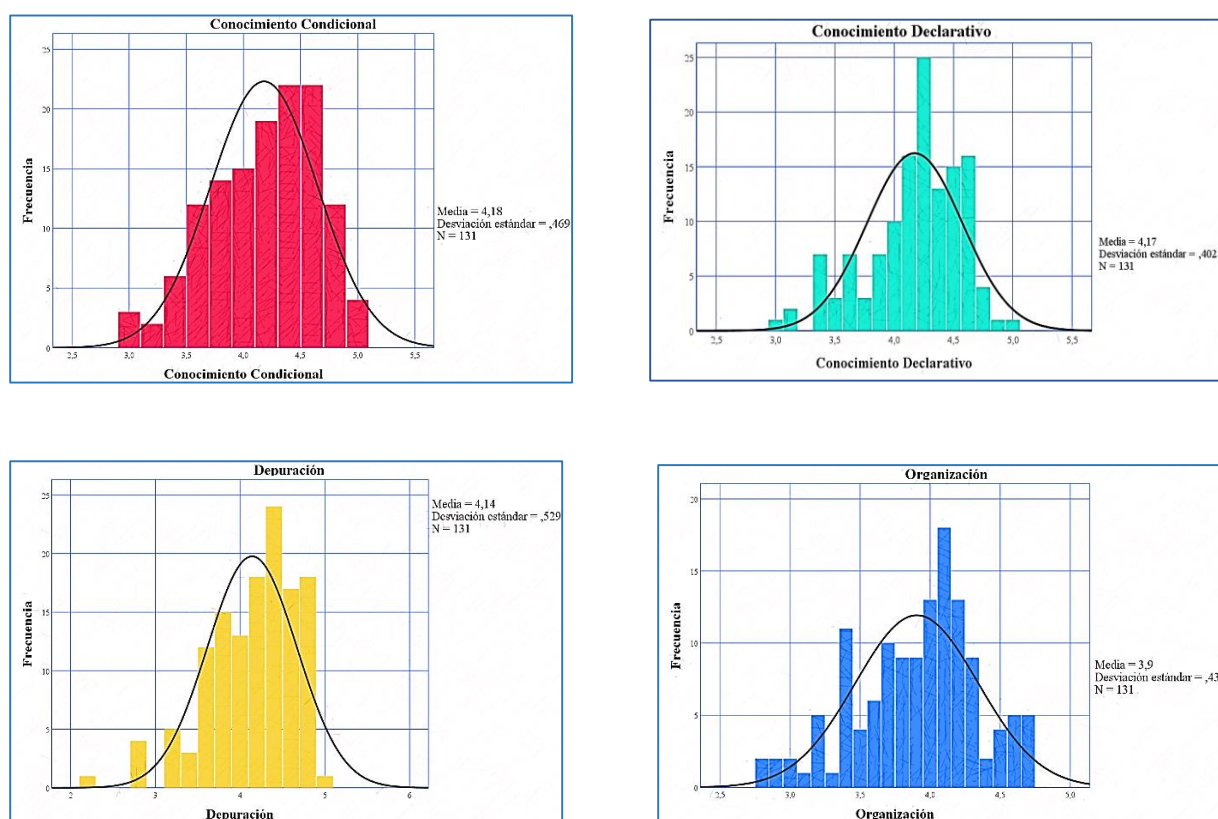 Conocimiento Condicional
25
20
15
10
5
0
Frecuencia
2,5 3,0 3,5 4,0 4,5 5,0 5,5
Conocimiento Condicional
Media = 4,18
Desviación estándar = ,469
N = 131
Conocimiento Declarativo
25
20
15
10
5
0
Frecuencia
2,5 3,0 3,5 4,0 4,5 5,0 5,5
Conocimiento Declarativo
Media = 4,17
Desviación estándar = ,402
N = 131
Depuración
25
20
15
10
5
0
Frecuencia
2 3 4 5 6
Depuración
Media = 4,14
Desviación estándar = ,529
N = 131
Organización
20
15
10
5
0
Frecuencia
2,5 3,0 3,5 4,0 4,5 5,0
Organización
Media = 3,9
Desviación estándar = ,43
N = 131